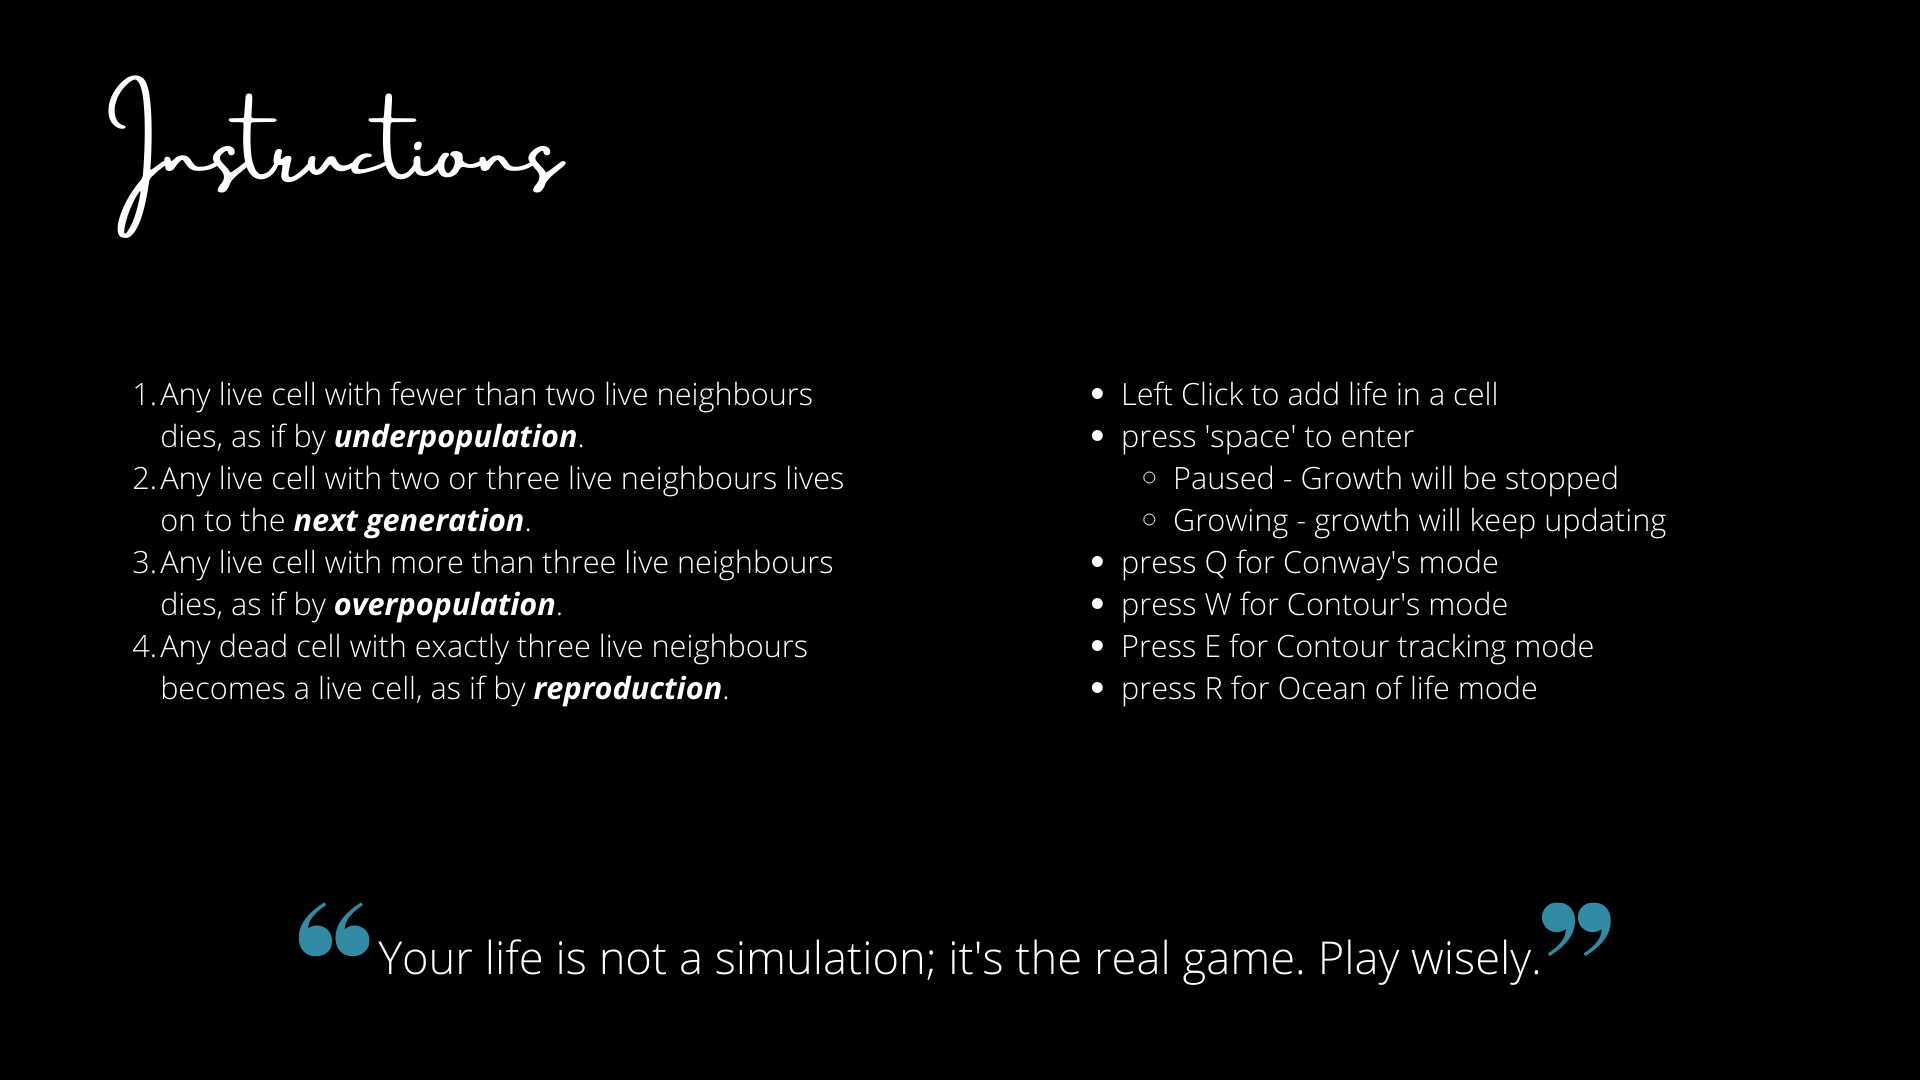 Instructions
1. Any live cell with fewer than two live neighbours
dies, as if by underpopulation.
2. Any live cell with two or three live neighbours lives
on to the next generation.
3. Any live cell with more than three live neighbours
dies, as if by overpopulation.
4. Any dead cell with exactly three live neighbours
becomes a live cell, as if by reproduction.
• Left Click to add life in a cell
• press 'space' to enter
○ Paused - Growth will be stopped
○ Growing - growth will keep updating
• press Q for Conway's mode
• press W for Contour's mode
• Press E for Contour tracking mode
• press R for Ocean of life mode
“Your life is not a simulation; it's the real game. Play wisely.”